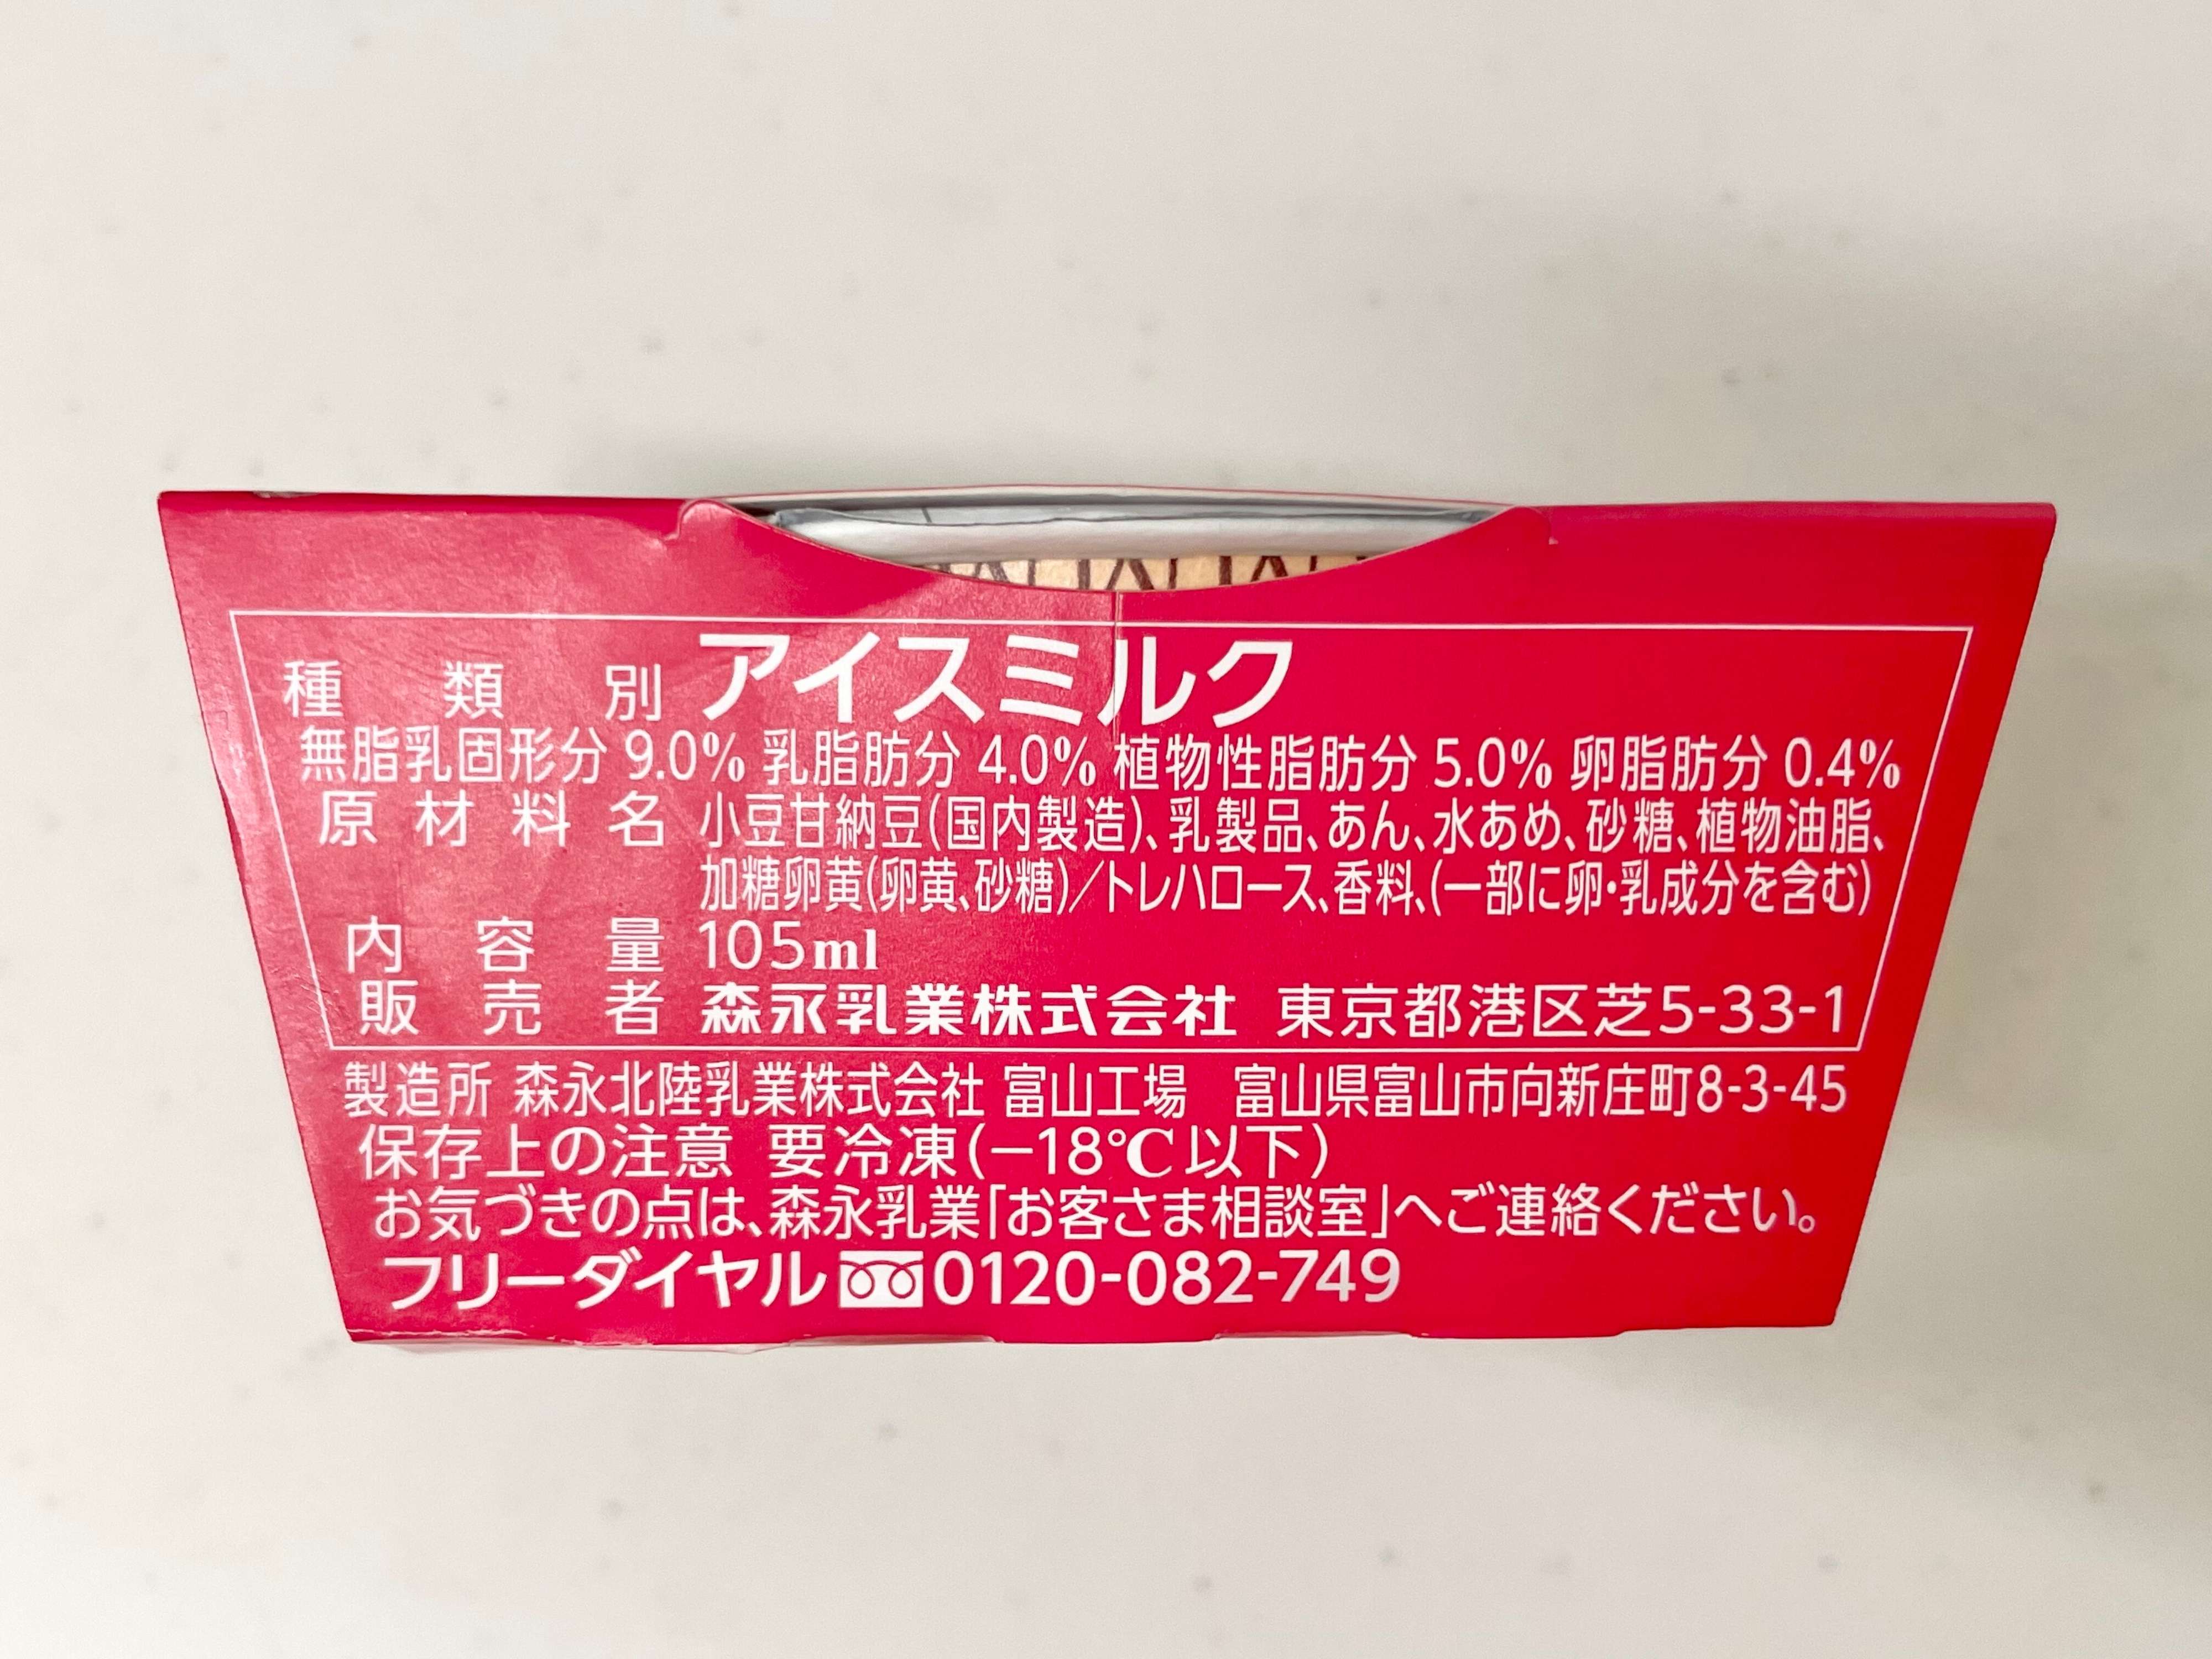 種類別 アイスミルク
無脂乳固形分 9.0% 乳脂肪分 4.0% 植物性脂肪分 5.0% 卵脂肪分 0.4%
原材料名 小豆甘納豆(国内製造)、乳製品、あん、水あめ、砂糖、植物油脂、
加糖卵黄(卵黄、砂糖)／トレハロース、香料、(一部に卵・乳成分を含む)
内容量 105ml
販売者 森永乳業株式会社 東京都港区芝5-33-1
製造所 森永北陸乳業株式会社 富山工場 富山県富山市向新庄町8-3-45
保存上の注意 要冷凍(−18℃以下)
お気づきの点は、森永乳業「お客さま相談室」へご連絡ください。
フリーダイヤル 0120-082-749